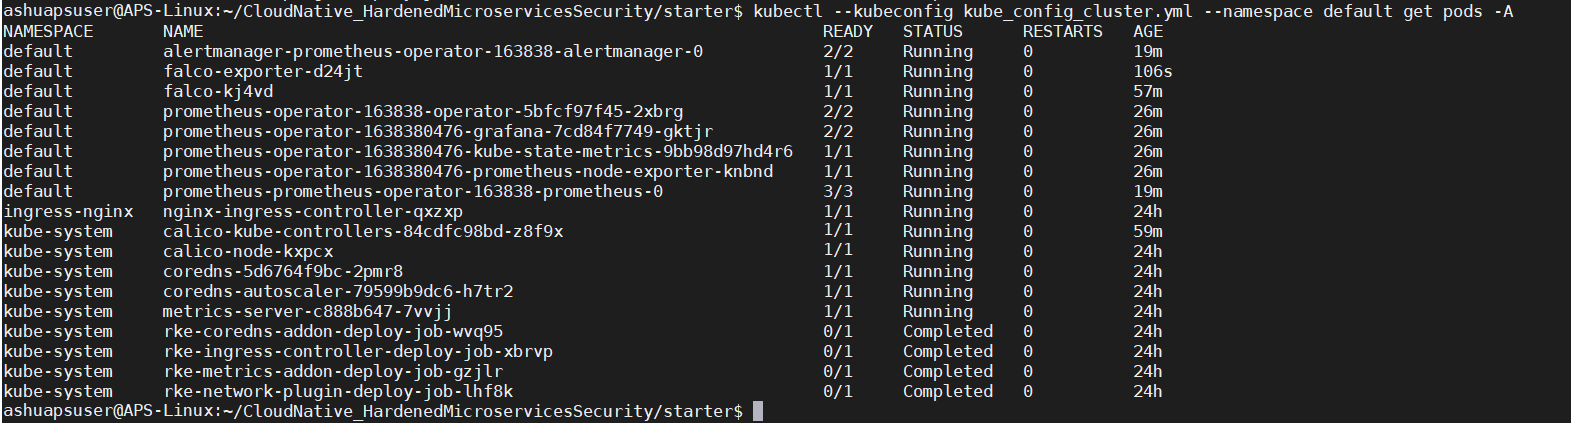 ashuapsuser@APS-Linux:~/CloudNative_HardenedMicroservicesSecurity/starter$ kubectl --kubeconfig kube_config_cluster.yml --namespace default get pods -A
NAMESPACE NAME READY STATUS RESTARTS AGE
default alertmanager-prometheus-operator-163838-alertmanager-0 2/2 Running 0 19m
default falco-exporter-d24jt 1/1 Running 0 106s
default falco-kj4vd 1/1 Running 0 57m
default prometheus-operator-163838-operator-5bfcf97f45-2xbrg 2/2 Running 0 26m
default prometheus-operator-1638380476-grafana-7cd84f7749-gktjr 2/2 Running 0 26m
default prometheus-operator-1638380476-kube-state-metrics-9bb98d97hd4r6 1/1 Running 0 26m
default prometheus-operator-1638380476-prometheus-node-exporter-knbnd 1/1 Running 0 26m
default prometheus-prometheus-operator-163838-prometheus-0 3/3 Running 0 19m
ingress-nginx nginx-ingress-controller-qxzxp 1/1 Running 0 24h
kube-system calico-kube-controllers-84cdfc98bd-z8f9x 1/1 Running 0 59m
kube-system calico-node-kxpcx 1/1 Running 0 24h
kube-system coredns-5d6764f9bc-2pmr8 1/1 Running 0 24h
kube-system coredns-autoscaler-79599b9dc6-h7tr2 1/1 Running 0 24h
kube-system metrics-server-c888b647-7vvjj 1/1 Running 0 24h
kube-system rke-coredns-addon-deploy-job-wvq95 0/1 Completed 0 24h
kube-system rke-ingress-controller-deploy-job-xbrvp 0/1 Completed 0 24h
kube-system rke-metrics-addon-deploy-job-gzjlr 0/1 Completed 0 24h
kube-system rke-network-plugin-deploy-job-lhf8k 0/1 Completed 0 24h
ashuapsuser@APS-Linux:~/CloudNative_HardenedMicroservicesSecurity/starter$